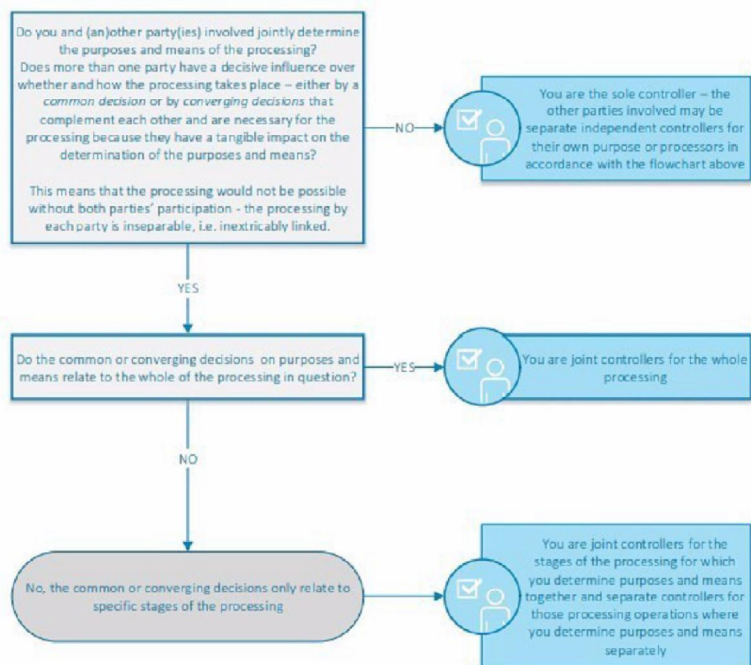 Do you and (an)other party(ies) involved jointly determine
the purposes and means of the processing?
Does more than one party have a decisive influence over
whether and how the processing takes place – either by a
common decision or by converging decisions that
complement each other and are necessary for the
processing because they have a tangible impact on the
determination of the purposes and means?
This means that the processing would not be possible
without both parties' participation - the processing by
each party is inseparable, i.e. inextricably linked.
NO
You are the sole controller – the
other parties involved may be
separate independent controllers for
their own purpose or processors in
accordance with the flowchart above
YES
Do the common or converging decisions on purposes and
means relate to the whole of the processing in question?
YES
You are joint controllers for the whole
processing
NO
No, the common or converging decisions only relate to
specific stages of the processing
You are joint controllers for the
stages of the processing for which
you determine purposes and means
together and separate controllers for
those processing operations where
you determine purposes and means
separately